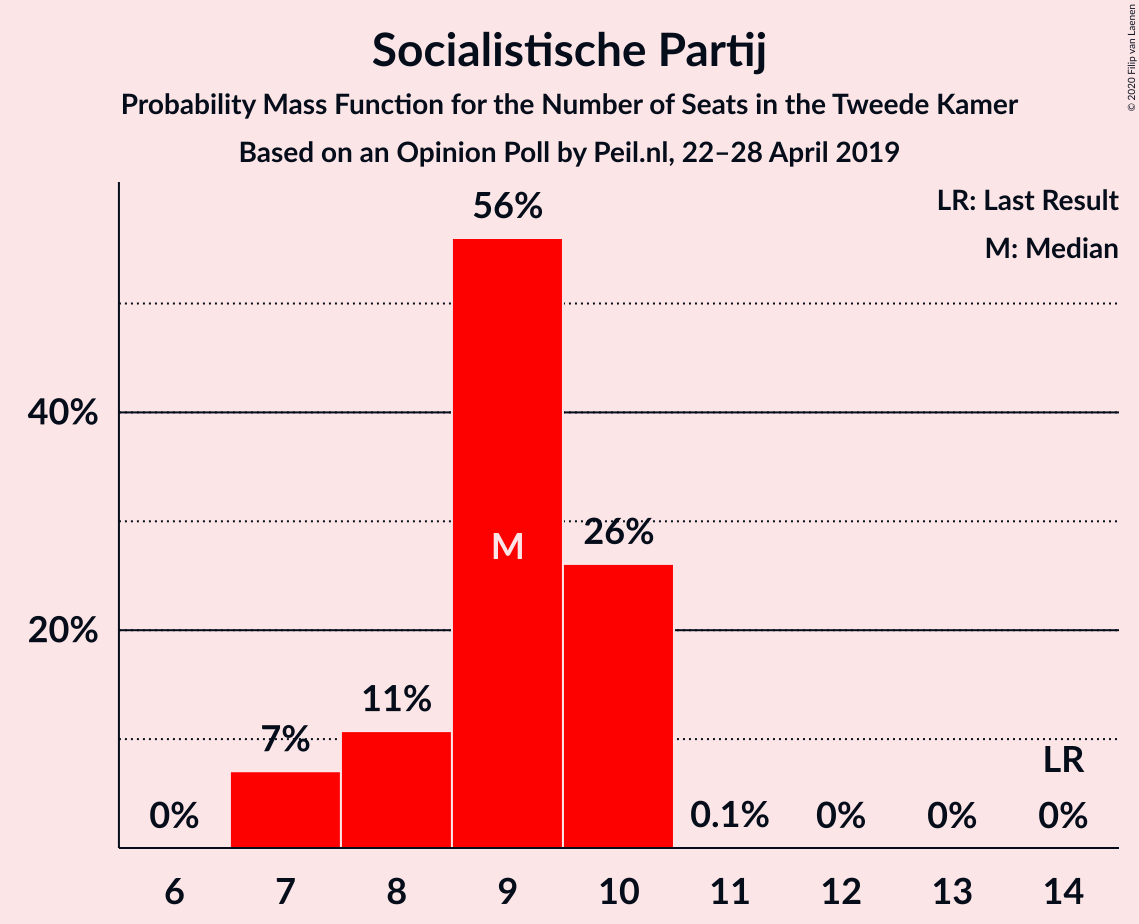 Socialistische Partij
Probability Mass Function for the Number of Seats in the Tweede Kamer
Based on an Opinion Poll by Peil.nl, 22–28 April 2019
© 2020 Filip van Laenen
LR: Last Result
M: Median
56%
40%
M
26%
20%
11%
7%
LR
0%
0.1%
0%
0%
0%
6 7 8 9 10 11 12 13 14